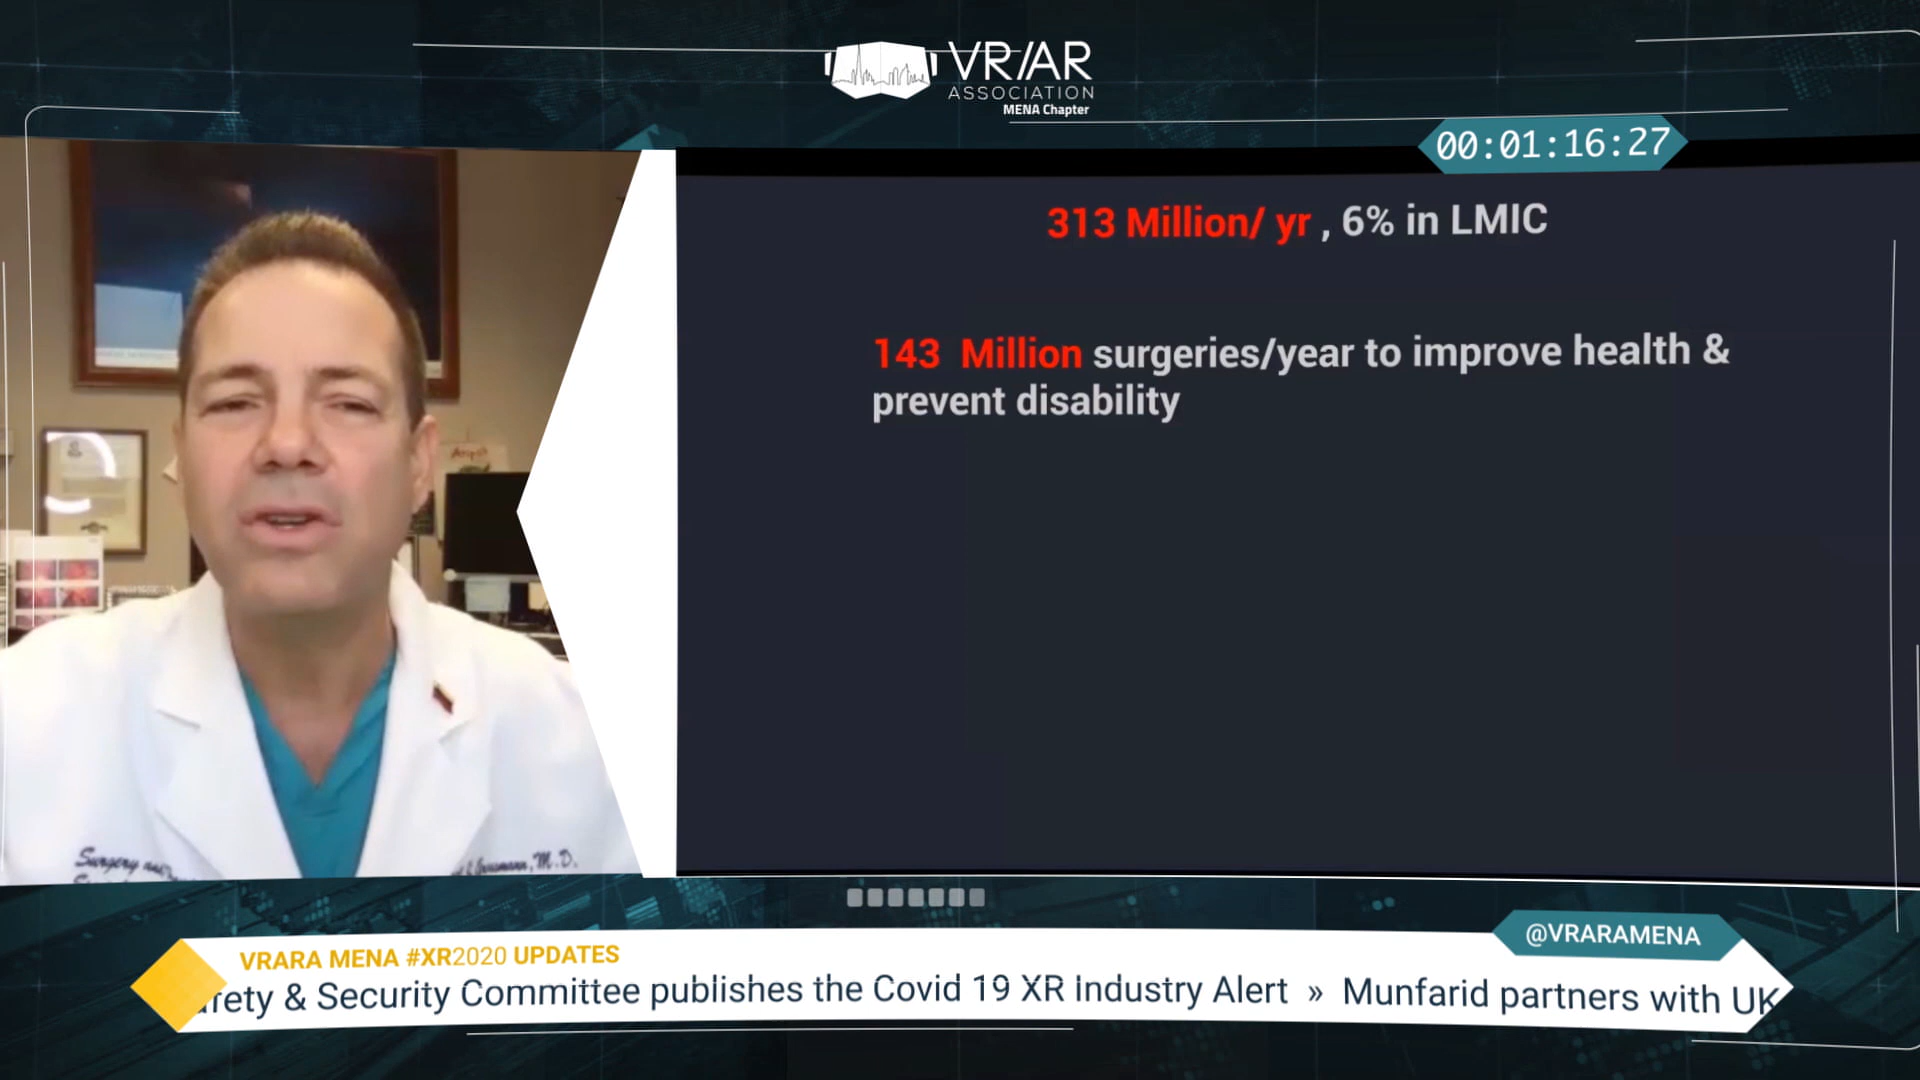 VR/AR
ASSOCIATION
MENA Chapter
00:01:16:27
313 Million/ yr , 6% in LMIC
143 Million surgeries/year to improve health &
prevent disability
Surgery and
M.D.
@VRARAMENA
VRARA MENA #XR2020 UPDATES
& Security Committee publishes the Covid 19 XR Industry Alert » Munfarid partners with UK